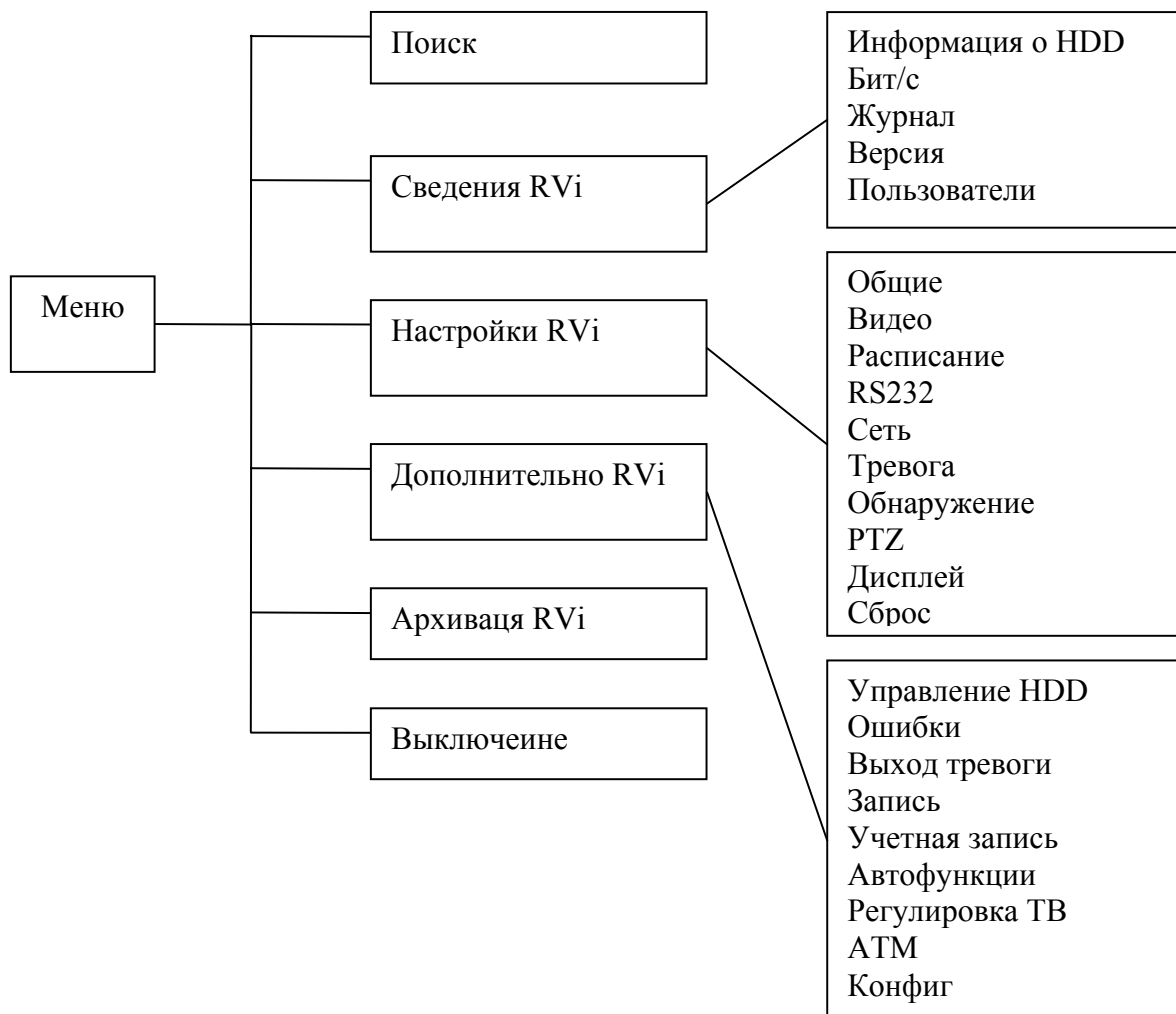 Меню
Поиск
Сведения RVi
Настройки RVi
Дополнительно RVi
Архиваця RVi
Выключеине
Информация о HDD
Бит/с
Журнал
Версия
Пользователи
Общие
Видео
Расписание
RS232
Сеть
Тревога
Обнаружение
PTZ
Дисплей
Сброс
Управление HDD
Ошибки
Выход тревоги
Запись
Учетная запись
Автофункции
Регулировка ТВ
ATM
Конфиг